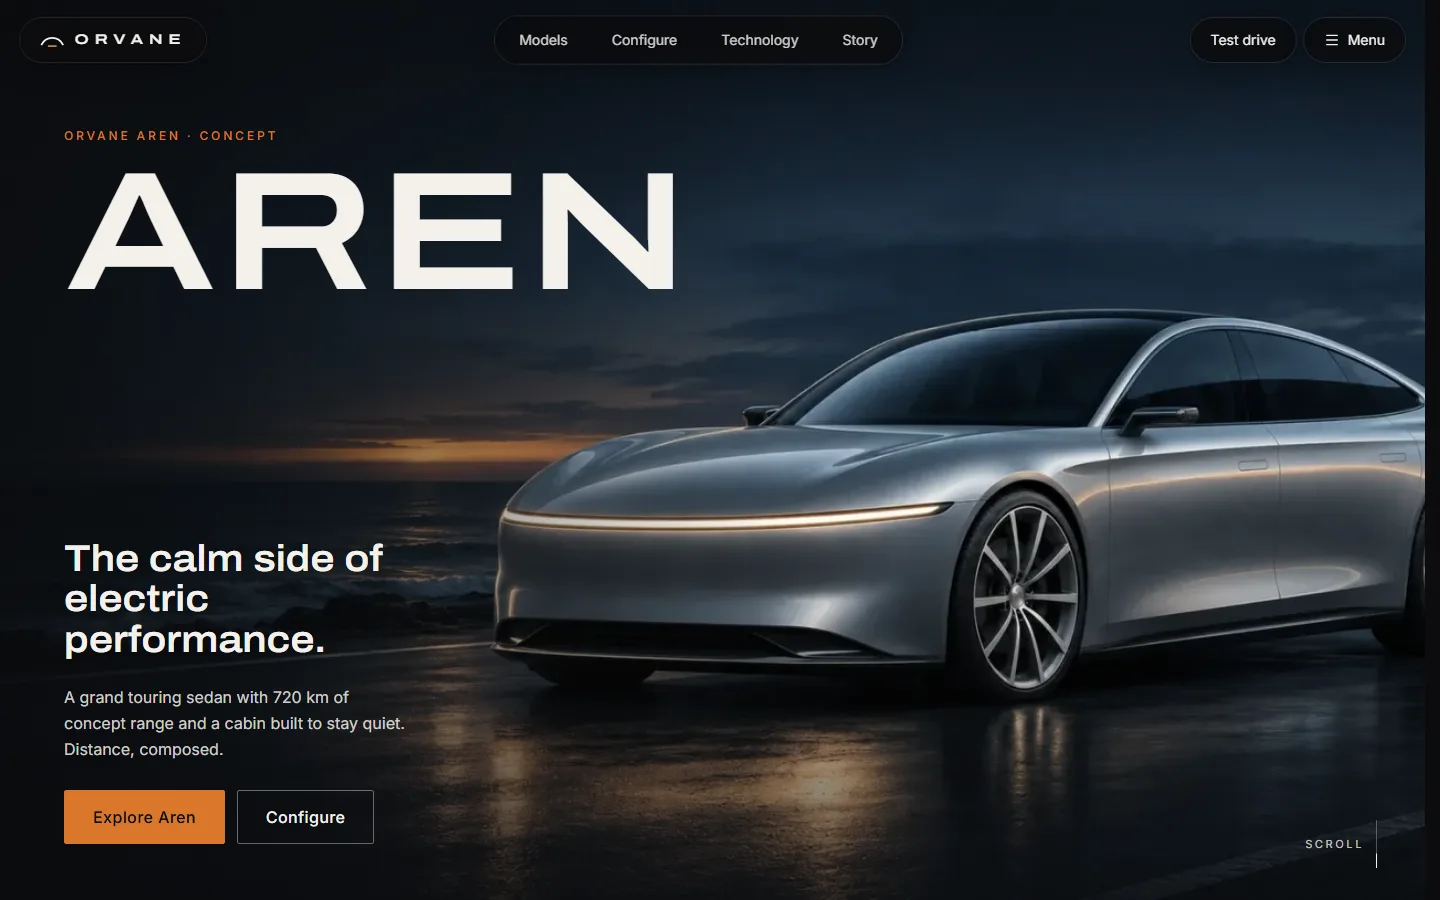 ORVANE
Models
Configure
Technology
Story
Test drive
Menu
ORVANE AREN · CONCEPT
AREN
The calm side of
electric
performance.
A grand touring sedan with 720 km of
concept range and a cabin built to stay quiet.
Distance, composed.
Explore Aren
Configure
SCROLL